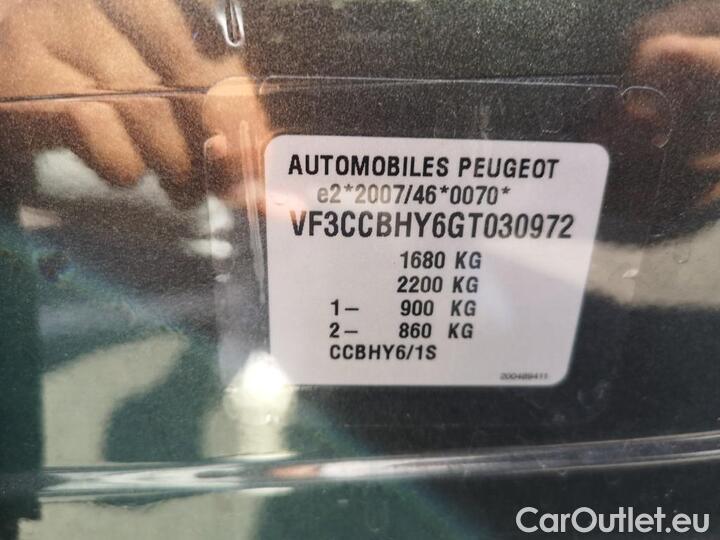 AUTOMOBILES PEUGEOT
e2*2007/46*0070*
VF3CCBHY6GT030972
1680 KG
2200 KG
1– 900 KG
2– 860 KG
CCBHY6/1S
200489411
CarOutlet.eu